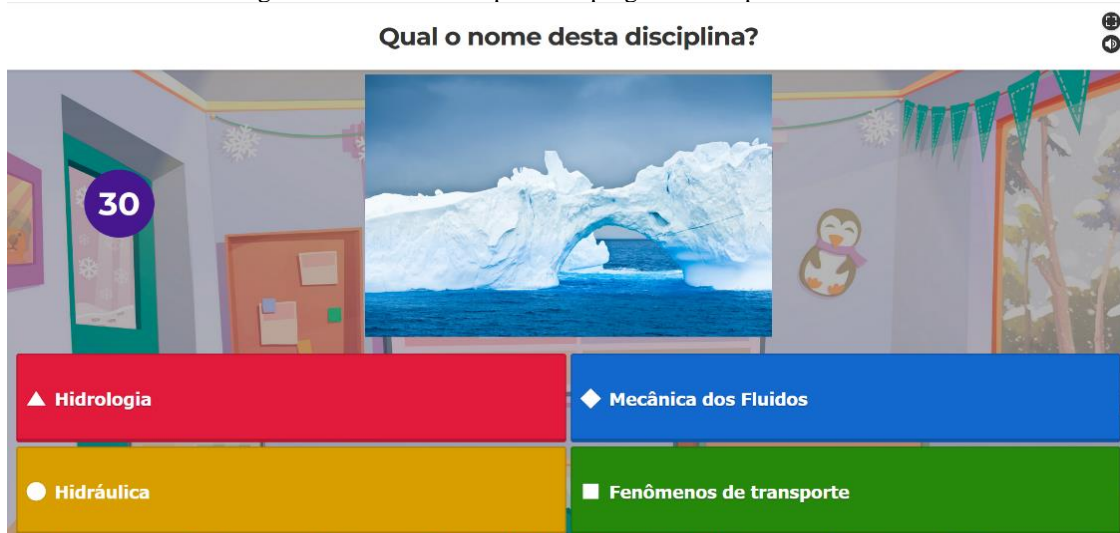 Qual o nome desta disciplina?
30
Hidrologia
Mecânica dos Fluidos
Hidráulica
Fenômenos de transporte